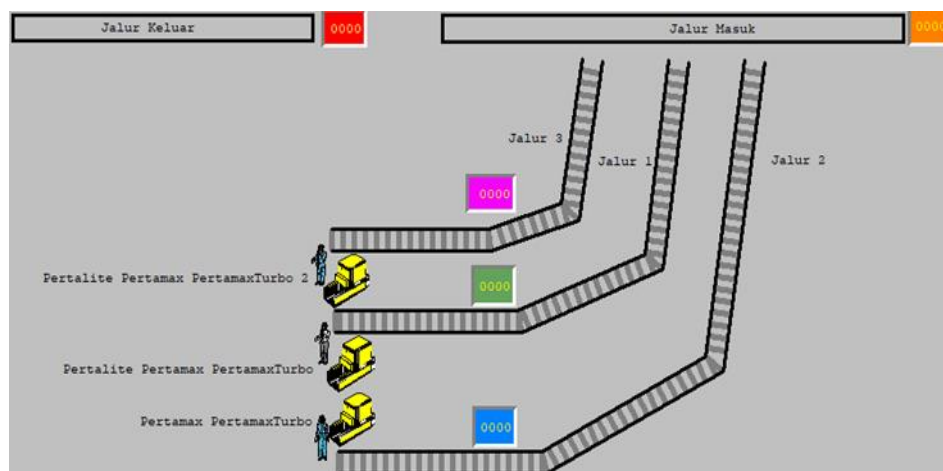 Jalur Keluar
0000
Jalur Masuk
0000
Jalur 3
Jalur 1
Jalur 2
0000
Pertalite Pertamax PertamaxTurbo 2
0000
Pertalite Pertamax PertamaxTurbo
Pertamax PertamaxTurbo
0000